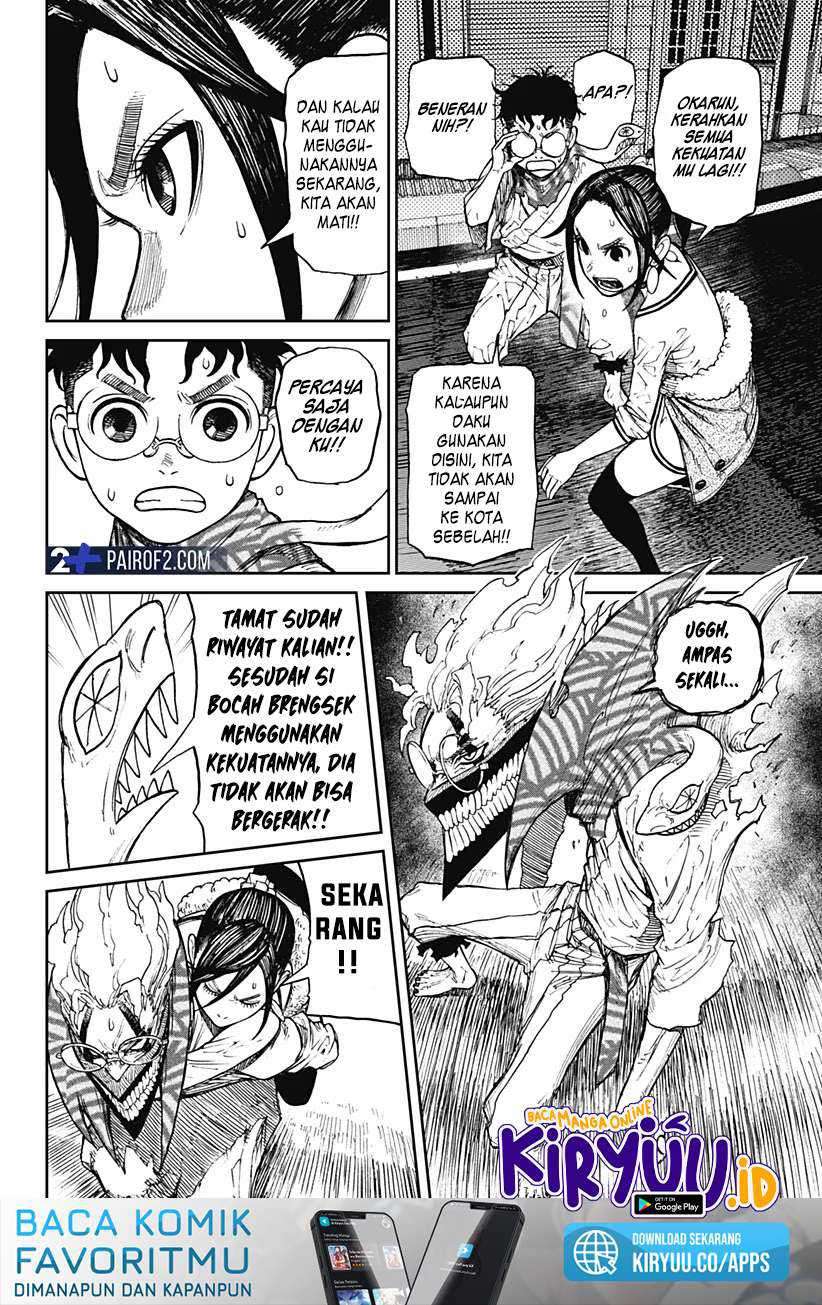 OKARUN,
KERAHKAN
SEMUA
KEKUATAN
MU LAGI!!
APA?!
BENERAN
NIH?!
KARENA
KALAUPUN
DAKU
GUNAKAN
DISINI, KITA
TIDAK AKAN
SAMPAI
KE KOTA
SEBELAH!!
DAN KALAU
KAU TIDAK
MENGGU-
NAKANNYA
SEKARANG,
KITA AKAN
MATI!!
PERCAYA
SAJA
DENGAN
KU!!
2+ PAIROF2.COM
UGGH,
AMPAS
SEKALI...
TAMAT SUDAH
RIWAYAT KALIAN!!
SESUDAH SI
BOCAH BRENGSEK
MENGGUNAKAN
KEKUATANNYA, DIA
TIDAK AKAN BISA
BERGERAK!!
SEKA
RANG
!!
BACA MANGA ONLINE
KIRYUU.iD
GET IT ON
Google Play
BACA KOMIK
FAVORITMU
DIMANAPUN DAN KAPANPUN
DOWNLOAD SEKARANG
KIRYUU.CO/APPS